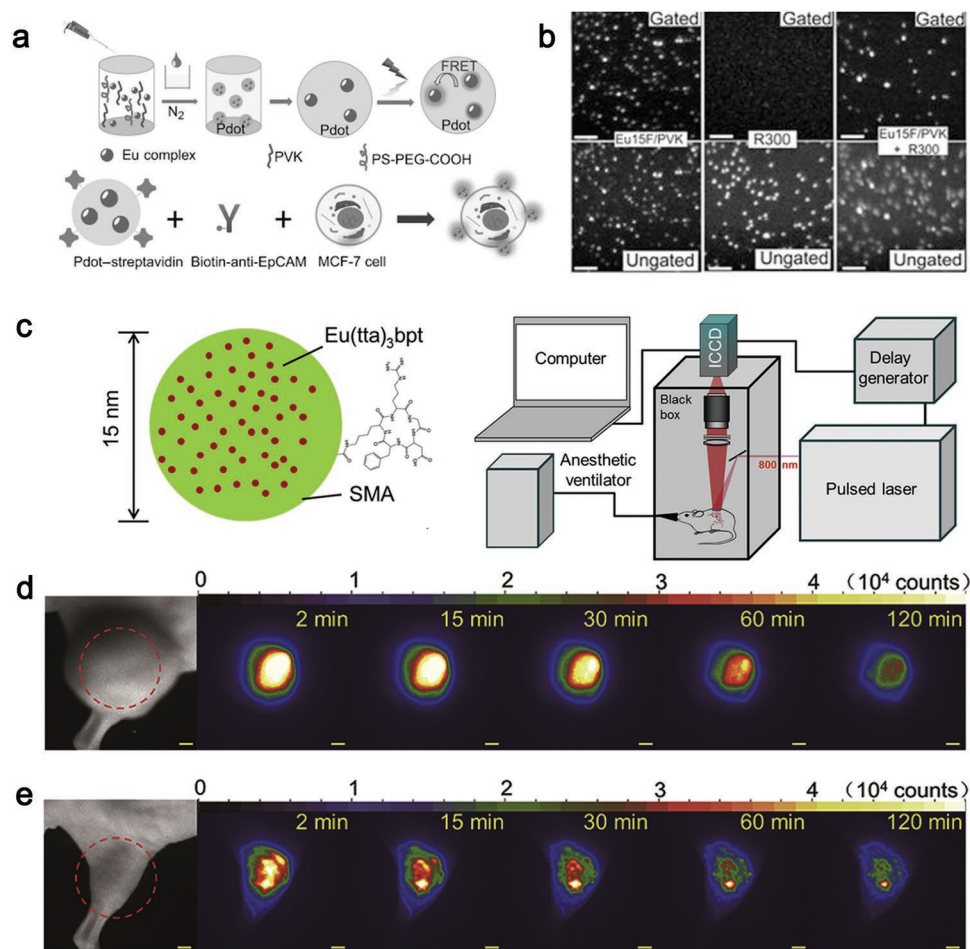 a
FRET
N2
Pdot
Pdot
Pdot
Eu complex
PVK
PS-PEG-COOH
+
+
Pdot–streptavidin
Biotin-anti-EpCAM
MCF-7 cell
b
Gated
Gated
Gated
Eu15F/PVK
R300
Eu15F/PVK
+ R300
Ungated
Ungated
Ungated
c
15 nm
Eu(tta)3bpt
SMA
Computer
ICCD
Black
box
Delay
generator
Anesthetic
ventilator
800 nm
Pulsed laser
d
0 1 2 3 4 (10⁴ counts)
2 min 15 min 30 min 60 min 120 min
e
0 1 2 3 4 (10⁴ counts)
2 min 15 min 30 min 60 min 120 min